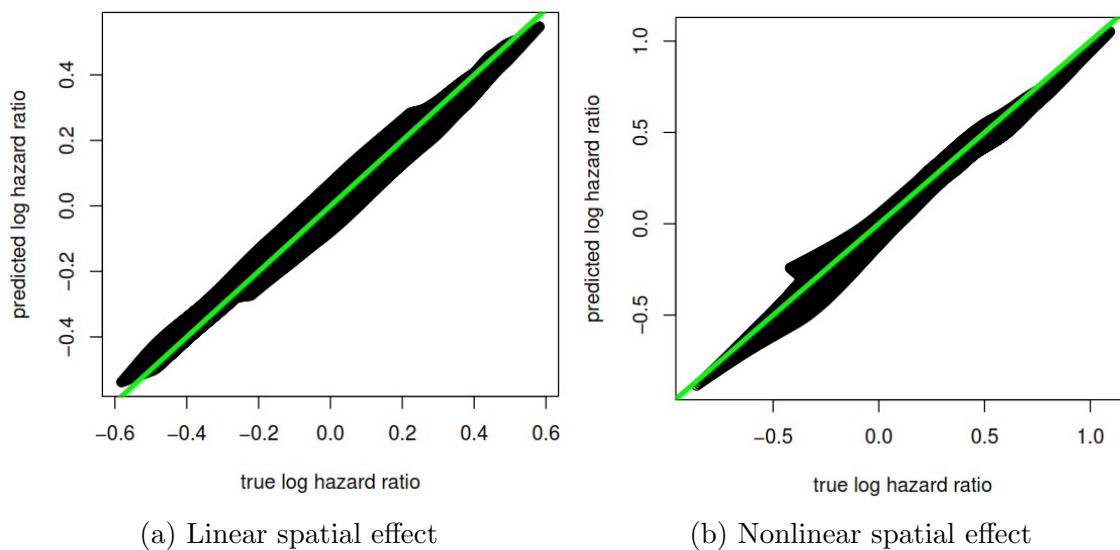 predicted log hazard ratio
0.4
0.2
0.0
−0.2
−0.4
−0.6 −0.4 −0.2 0.0 0.2 0.4 0.6
true log hazard ratio
(a) Linear spatial effect
predicted log hazard ratio
1.0
0.5
0.0
−0.5
−0.5 0.0 0.5 1.0
true log hazard ratio
(b) Nonlinear spatial effect